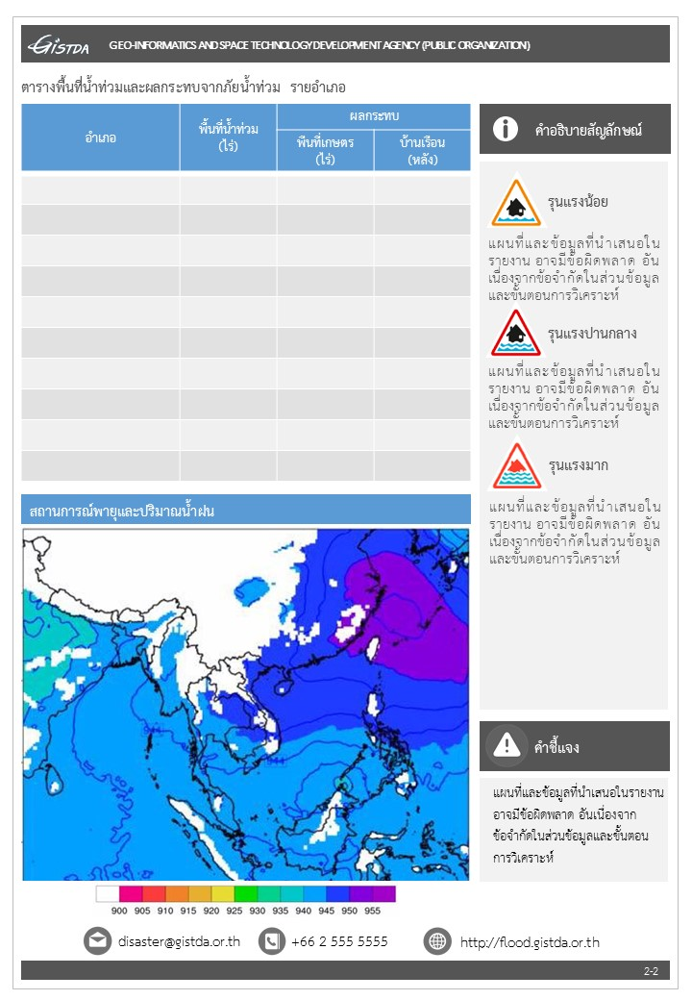 GISTDA
GEO-INFORMATICS AND SPACE TECHNOLOGY DEVELOPMENT AGENCY (PUBLIC ORGANIZATION)
ตารางพื้นที่น้ำท่วมและผลกระทบจากภัยน้ำท่วม รายอำเภอ
อำเภอ
พื้นที่น้ำท่วม
(ไร่)
ผลกระทบ
พืนที่เกษตร
(ไร่)
บ้านเรือน
(หลัง)
คำอธิบายสัญลักษณ์
รุนแรงน้อย
แผนที่และข้อมูลที่นำเสนอใน
รายงาน อาจมีข้อผิดพลาด อัน
เนื่องจากข้อจำกัดในส่วนข้อมูล
และขั้นตอนการวิเคราะห์
รุนแรงปานกลาง
แผนที่และข้อมูลที่นำเสนอใน
รายงาน อาจมีข้อผิดพลาด อัน
เนื่องจากข้อจำกัดในส่วนข้อมูล
และขั้นตอนการวิเคราะห์
รุนแรงมาก
แผนที่และข้อมูลที่นำเสนอใน
รายงาน อาจมีข้อผิดพลาด อัน
เนื่องจากข้อจำกัดในส่วนข้อมูล
และขั้นตอนการวิเคราะห์
สถานการณ์พายุและปริมาณน้ำฝน
900 905 910 915 920 925 930 935 940 945 950 955
คำชี้แจง
แผนที่และข้อมูลที่นำเสนอในรายงาน
อาจมีข้อผิดพลาด อันเนื่องจาก
ข้อจำกัดในส่วนข้อมูลและขั้นตอน
การวิเคราะห์
disaster@gistda.or.th
+66 2 555 5555
http://flood.gistda.or.th
2-2